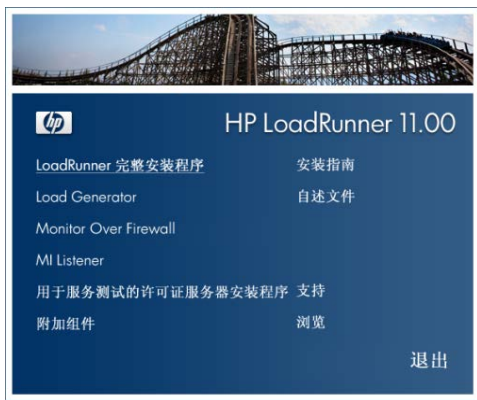 hp
HP LoadRunner 11.00
LoadRunner 完整安装程序 安装指南
Load Generator 自述文件
Monitor Over Firewall
MI Listener
用于服务测试的许可证服务器安装程序 支持
附加组件 浏览
退出